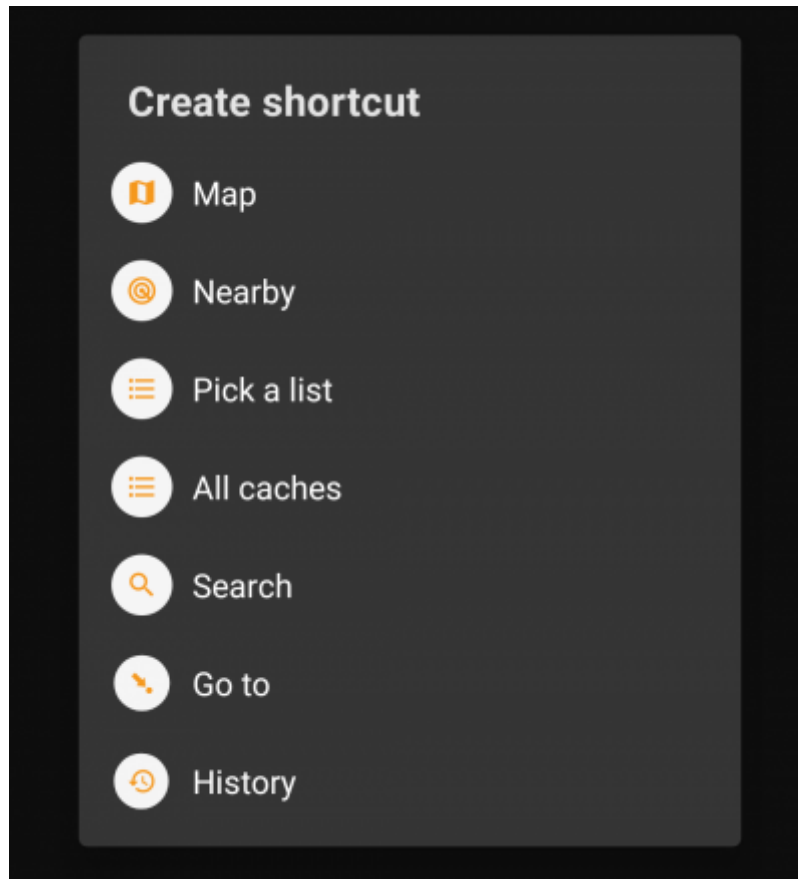 Create shortcut
Map
Nearby
Pick a list
All caches
Search
Go to
History